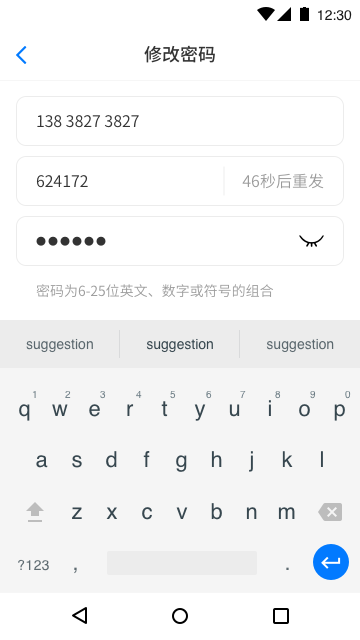 12:30
修改密码
138 3827 3827
624172 46秒后重发
●●●●●●
密码为6-25位英文、数字或符号的组合
suggestion suggestion suggestion
1 2 3 4 5 6 7 8 9 0
q w e r t y u i o p
a s d f g h j k l
z x c v b n m
?123 , .